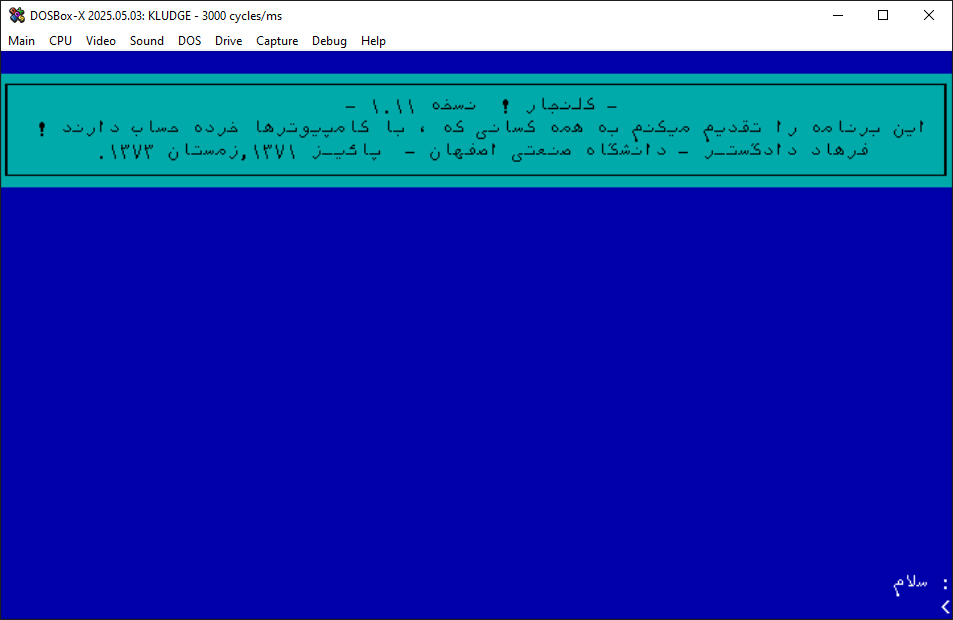 DOSBox-X 2025.05.03: KLUDGE - 3000 cycles/ms
Main CPU Video Sound DOS Drive Capture Debug Help
- کلنجار ! نسخه ۱.۱۱ -
این برنامه را تقدیم میکنم به همه کسانی که ، با کامپیوترها خرده حساب دارند !
فرهاد دادگستـر - دانشگاه صنعتی اصفهان - پائیـز ۱۳۷۱,زمستان ۱۳۷۳.
: سلام
>